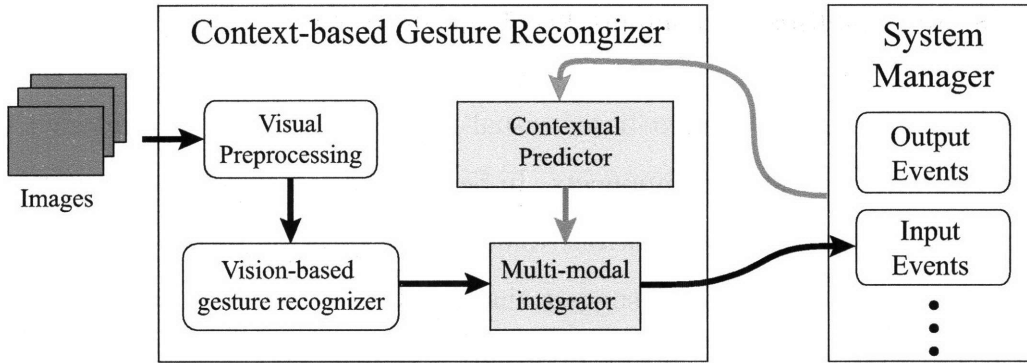 Context-based Gesture Recongizer
System
Manager
Images
Visual
Preprocessing
Contextual
Predictor
Output
Events
Vision-based
gesture recognizer
Multi-modal
integrator
Input
Events